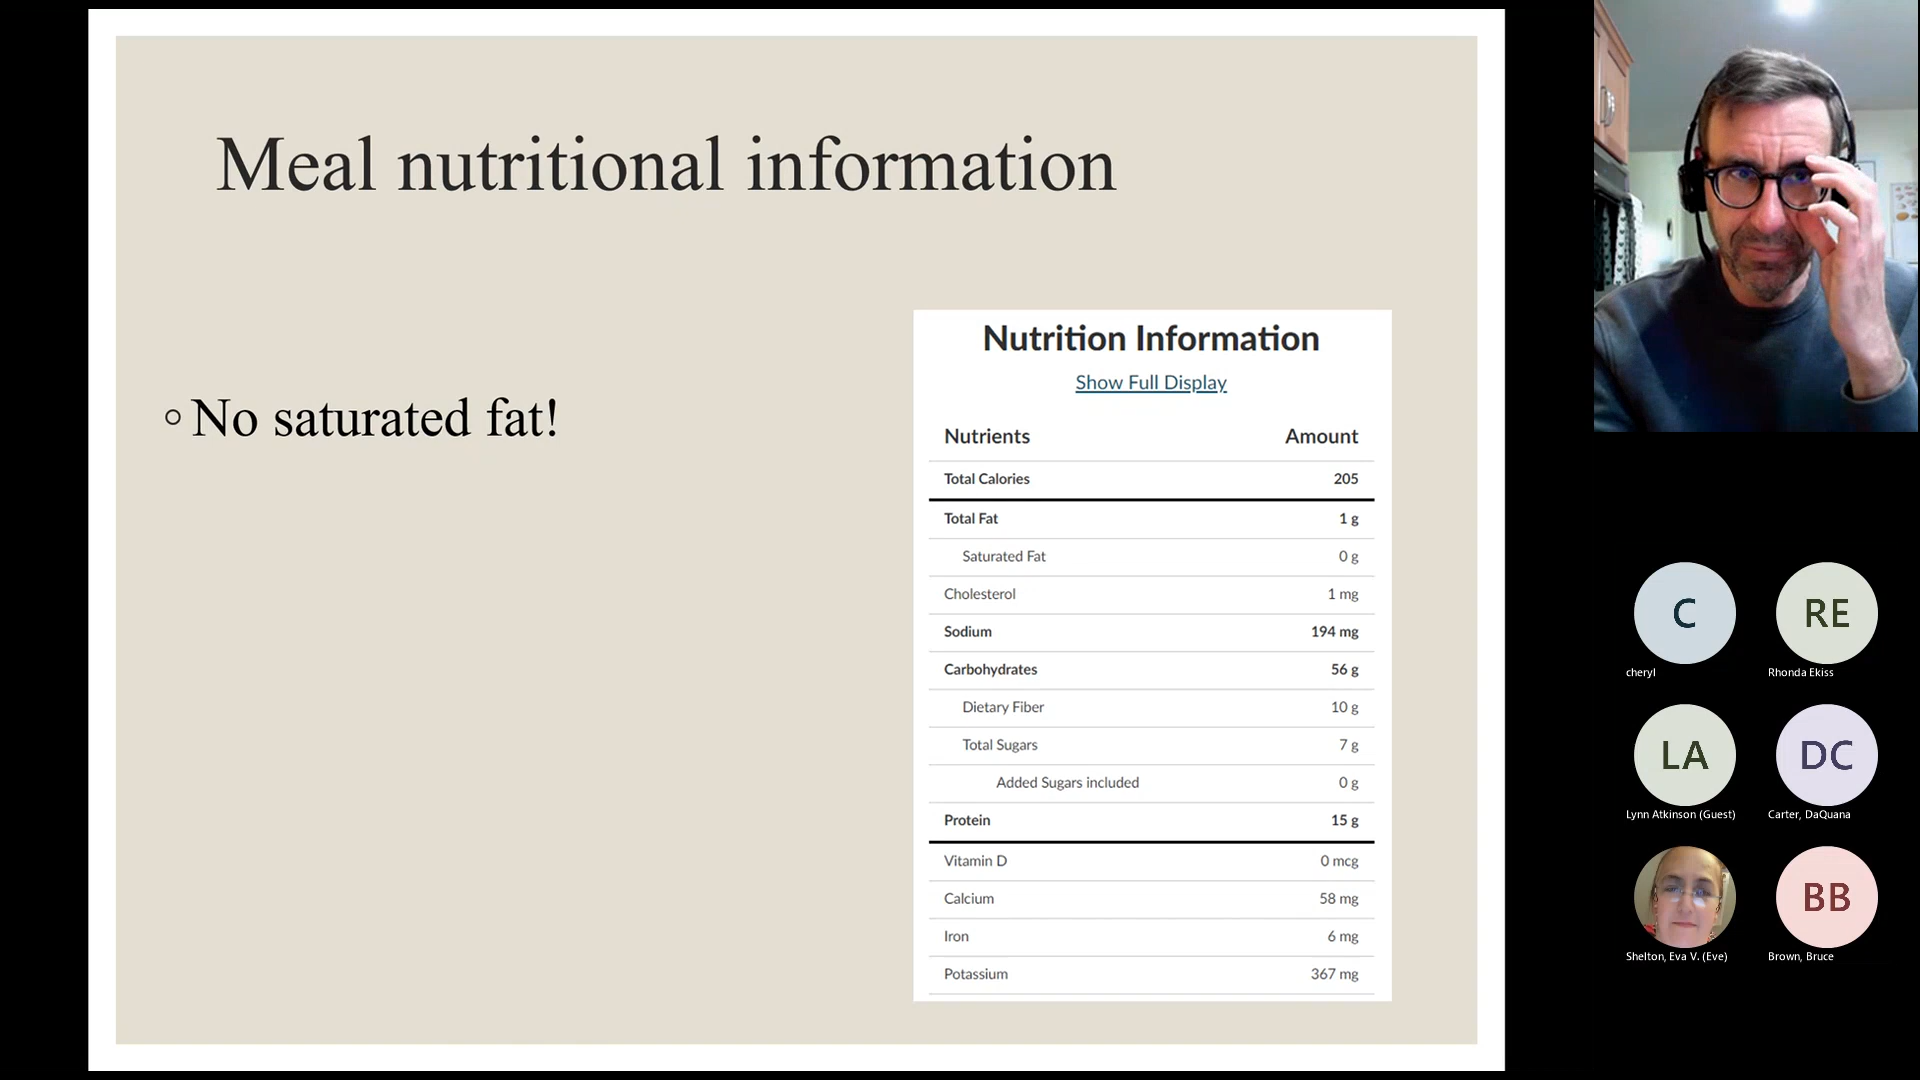 Meal nutritional information
◦ No saturated fat!
Nutrition Information
Show Full Display
Nutrients Amount
Total Calories 205
Total Fat 1 g
Saturated Fat 0 g
Cholesterol 1 mg
Sodium 194 mg
Carbohydrates 56 g
Dietary Fiber 10 g
Total Sugars 7 g
Added Sugars included 0 g
Protein 15 g
Vitamin D 0 mcg
Calcium 58 mg
Iron 6 mg
Potassium 367 mg
C RE
cheryl Rhonda Ekiss
LA DC
Lynn Atkinson (Guest) Carter, DaQuana
BB
Shelton, Eva V. (Eve) Brown, Bruce